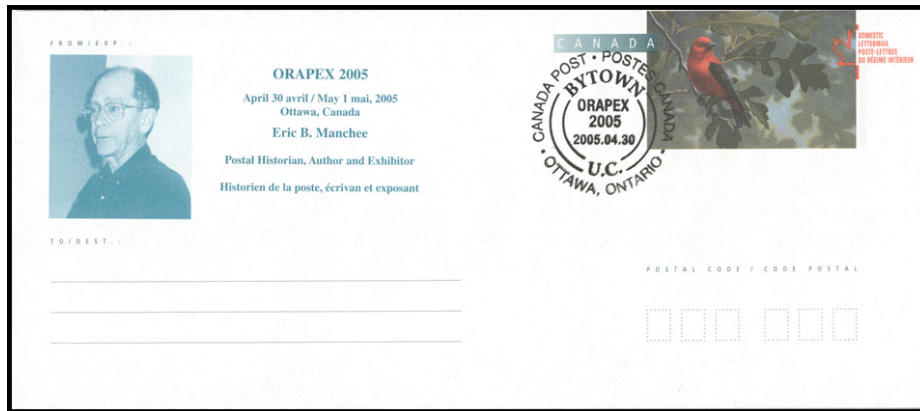 FROM/EXP.:
ORAPEX 2005
April 30 avril / May 1 mai, 2005
Ottawa, Canada
Eric B. Manchee
Postal Historian, Author and Exhibitor
Historien de la poste, écrivan et exposant
CANADA
DOMESTIC
LETTERMAIL
POSTE-LETTRES
DU RÉGIME INTÉRIEUR
CANADA POST • POSTES CANADA
BYTOWN
ORAPEX
2005
2005.04.30
U.C.
• OTTAWA, ONTARIO •
TO/DEST.:
POSTAL CODE / CODE POSTAL